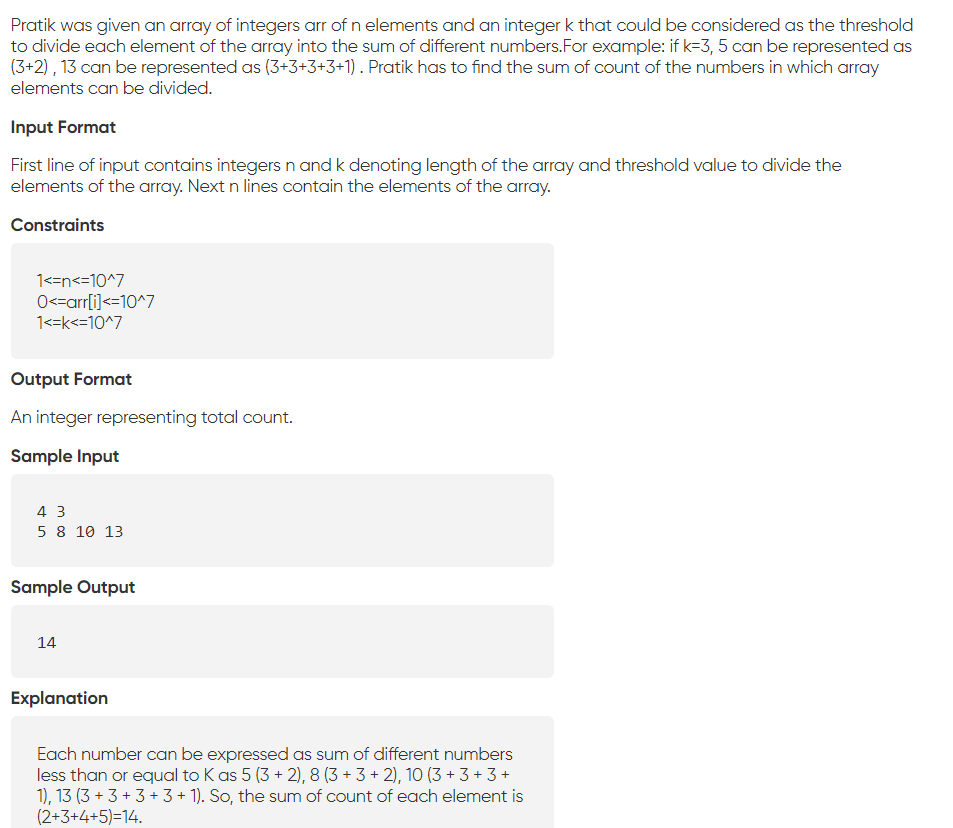 Pratik was given an array of integers arr of n elements and an integer k that could be considered as the threshold
to divide each element of the array into the sum of different numbers.For example: if k=3, 5 can be represented as
(3+2) , 13 can be represented as (3+3+3+3+1) . Pratik has to find the sum of count of the numbers in which array
elements can be divided.
Input Format
First line of input contains integers n and k denoting length of the array and threshold value to divide the
elements of the array. Next n lines contain the elements of the array.
Constraints
1<=n<=10^7
0<=arr[i]<=10^7
1<=k<=10^7
Output Format
An integer representing total count.
Sample Input
4 3
5 8 10 13
Sample Output
14
Explanation
Each number can be expressed as sum of different numbers
less than or equal to K as 5 (3 + 2), 8 (3 + 3 + 2), 10 (3 + 3 + 3 +
1), 13 (3 + 3 + 3 + 3 + 1). So, the sum of count of each element is
(2+3+4+5)=14.